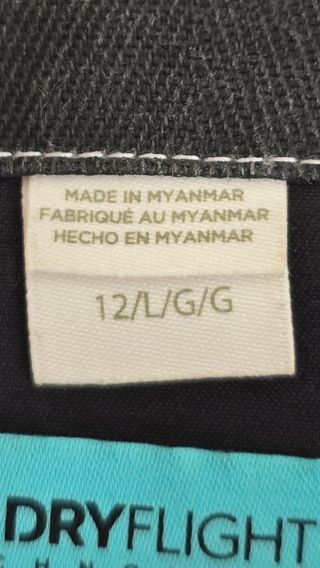 MADE IN MYANMAR
FABRIQUÉ AU MYANMAR
HECHO EN MYANMAR
12/L/G/G
DRYFLIGHT